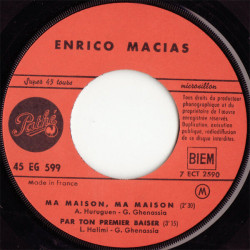 ENRICO MACIAS
Super 45 tours
microsillon
Tous droits du producteur
phonographique et du
propriétaire de l'œuvre
enregistrée réservés.
Duplication, exécution
publique, radiodiffusion
de ce disque interdites.
Pathé
45 EG 599
BIEM
7 ECT 2590
Made in France
M
MA MAISON, MA MAISON (2'30)
A. Huraguen - G. Ghenassia
PAR TON PREMIER BAISER (2'15)
L. Halimi - G. Ghenassia